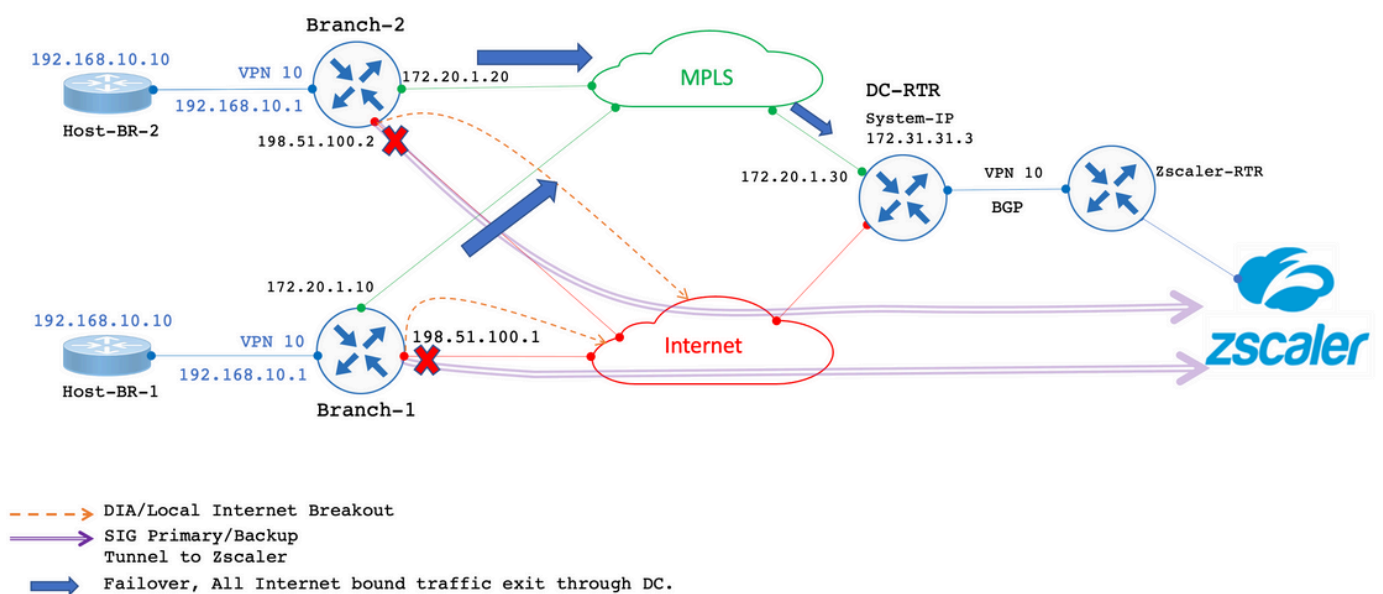 Branch-2
192.168.10.10
VPN 10
172.20.1.20
MPLS
192.168.10.1
Host-BR-2
198.51.100.2
DC-RTR
System-IP
172.31.31.3
172.20.1.30
VPN 10
BGP
Zscaler-RTR
172.20.1.10
192.168.10.10
VPN 10
198.51.100.1
Internet
192.168.10.1
Host-BR-1
Branch-1
zscaler
DIA/Local Internet Breakout
SIG Primary/Backup
Tunnel to Zscaler
Failover, All Internet bound traffic exit through DC.